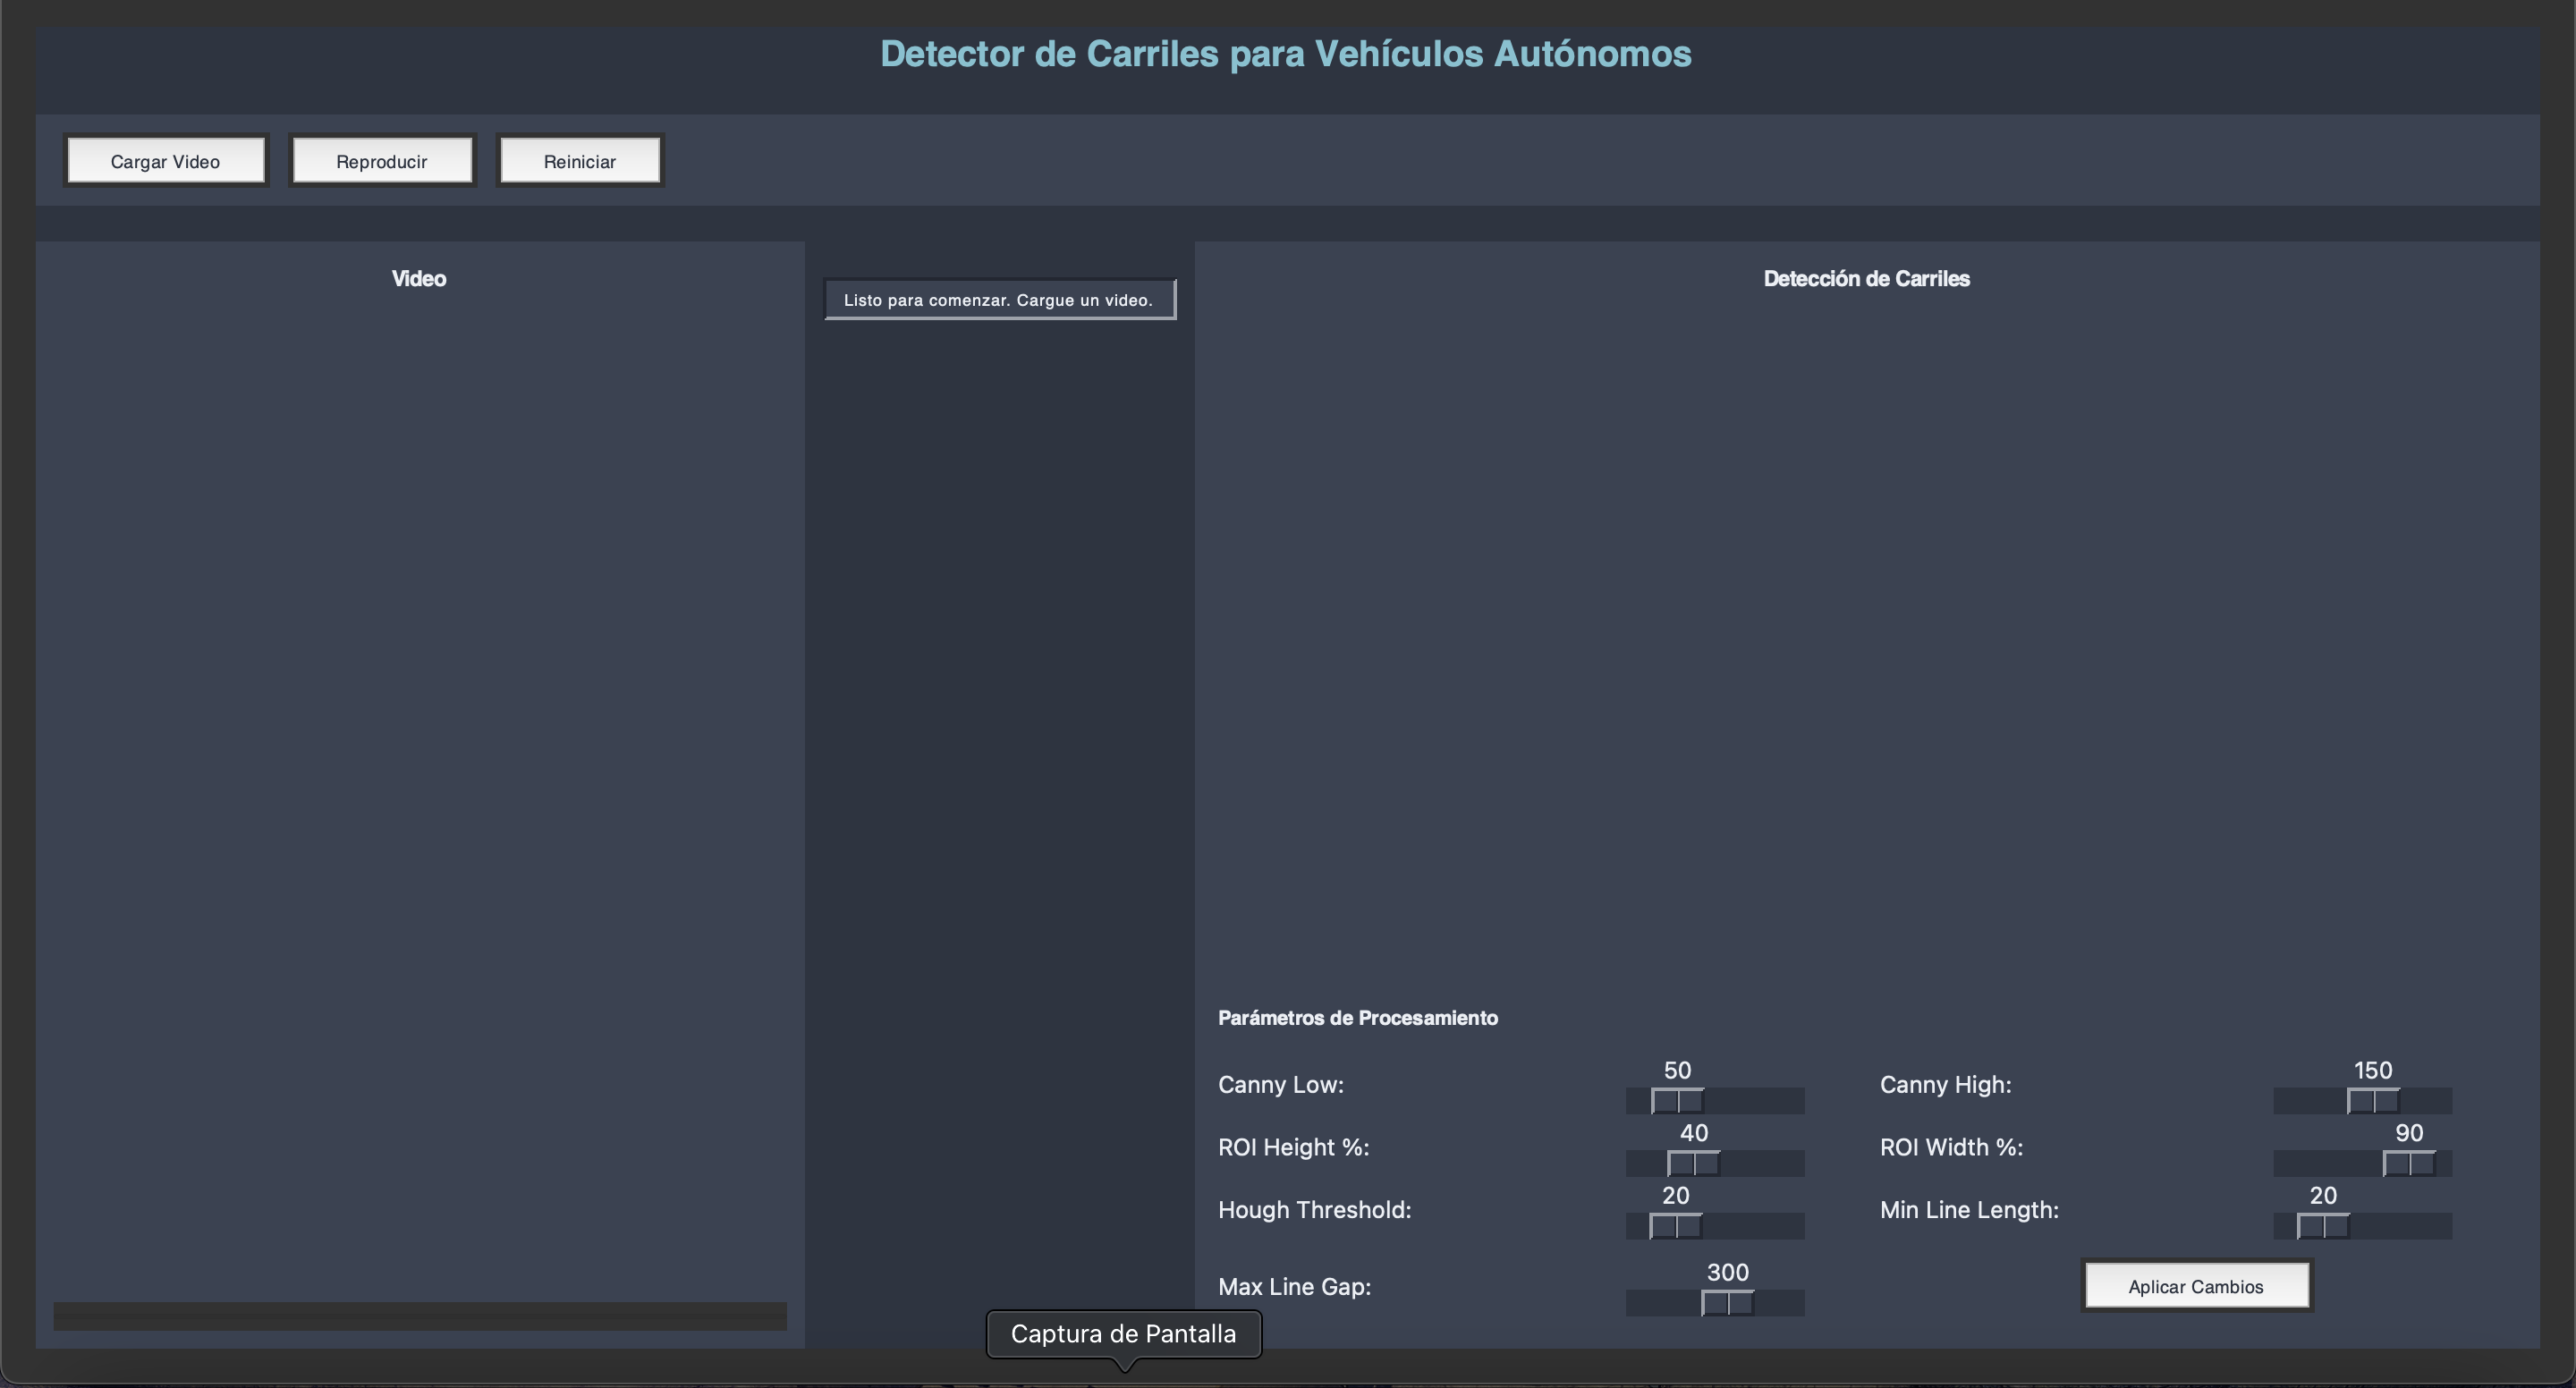 Detector de Carriles para Vehículos Autónomos
Cargar Video
Reproducir
Reiniciar
Video
Listo para comenzar. Cargue un video.
Detección de Carriles
Parámetros de Procesamiento
Canny Low:
50
Canny High:
150
ROI Height %:
40
ROI Width %:
90
Hough Threshold:
20
Min Line Length:
20
Max Line Gap:
300
Aplicar Cambios
Captura de Pantalla